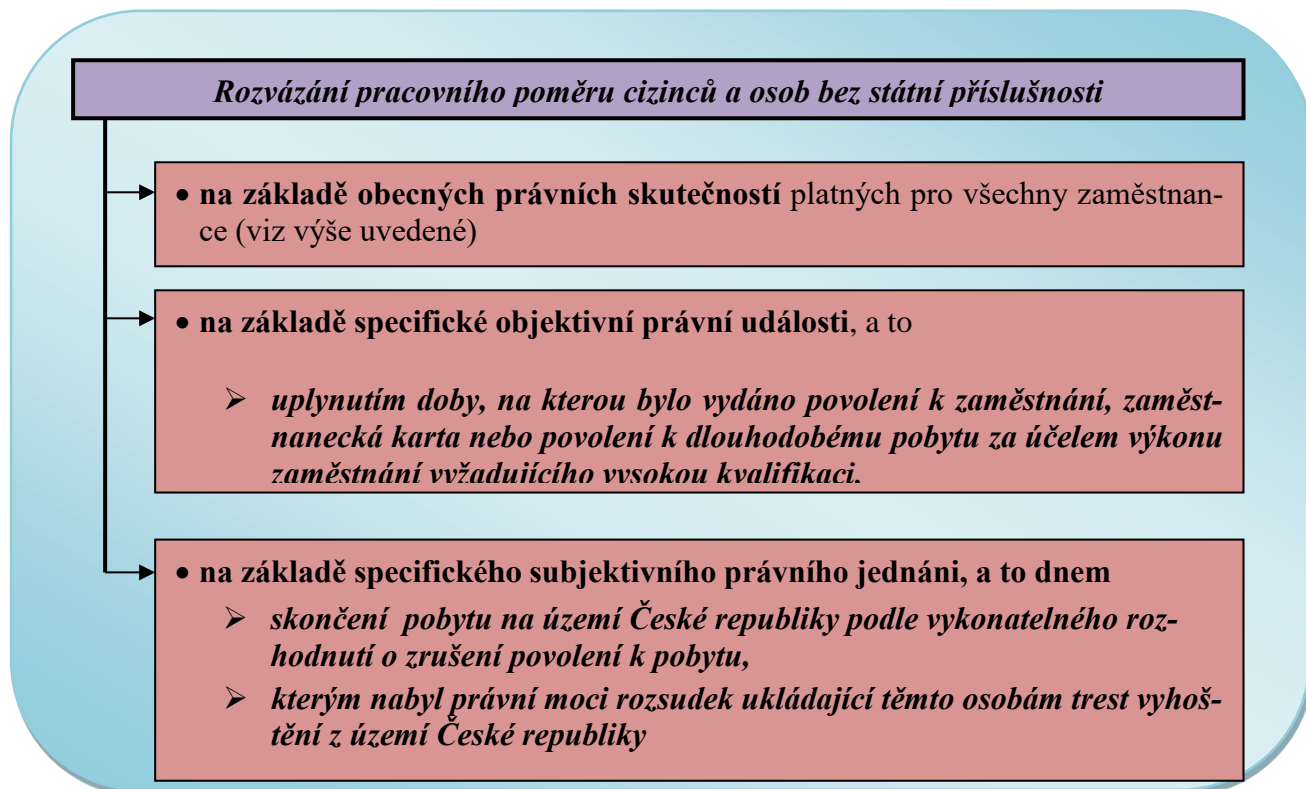 Rozvázání pracovního poměru cizinců a osob bez státní příslušnosti
• na základě obecných právních skutečností platných pro všechny zaměstnan-
ce (viz výše uvedené)
• na základě specifické objektivní právní události, a to
➢ uplynutím doby, na kterou bylo vydáno povolení k zaměstnání, zaměst-
nanecká karta nebo povolení k dlouhodobému pobytu za účelem výkonu
zaměstnání vyžadujícího vysokou kvalifikaci.
• na základě specifického subjektivního právního jednáni, a to dnem
➢ skončení pobytu na území České republiky podle vykonatelného roz-
hodnutí o zrušení povolení k pobytu,
➢ kterým nabyl právní moci rozsudek ukládající těmto osobám trest vyhoš-
tění z území České republiky